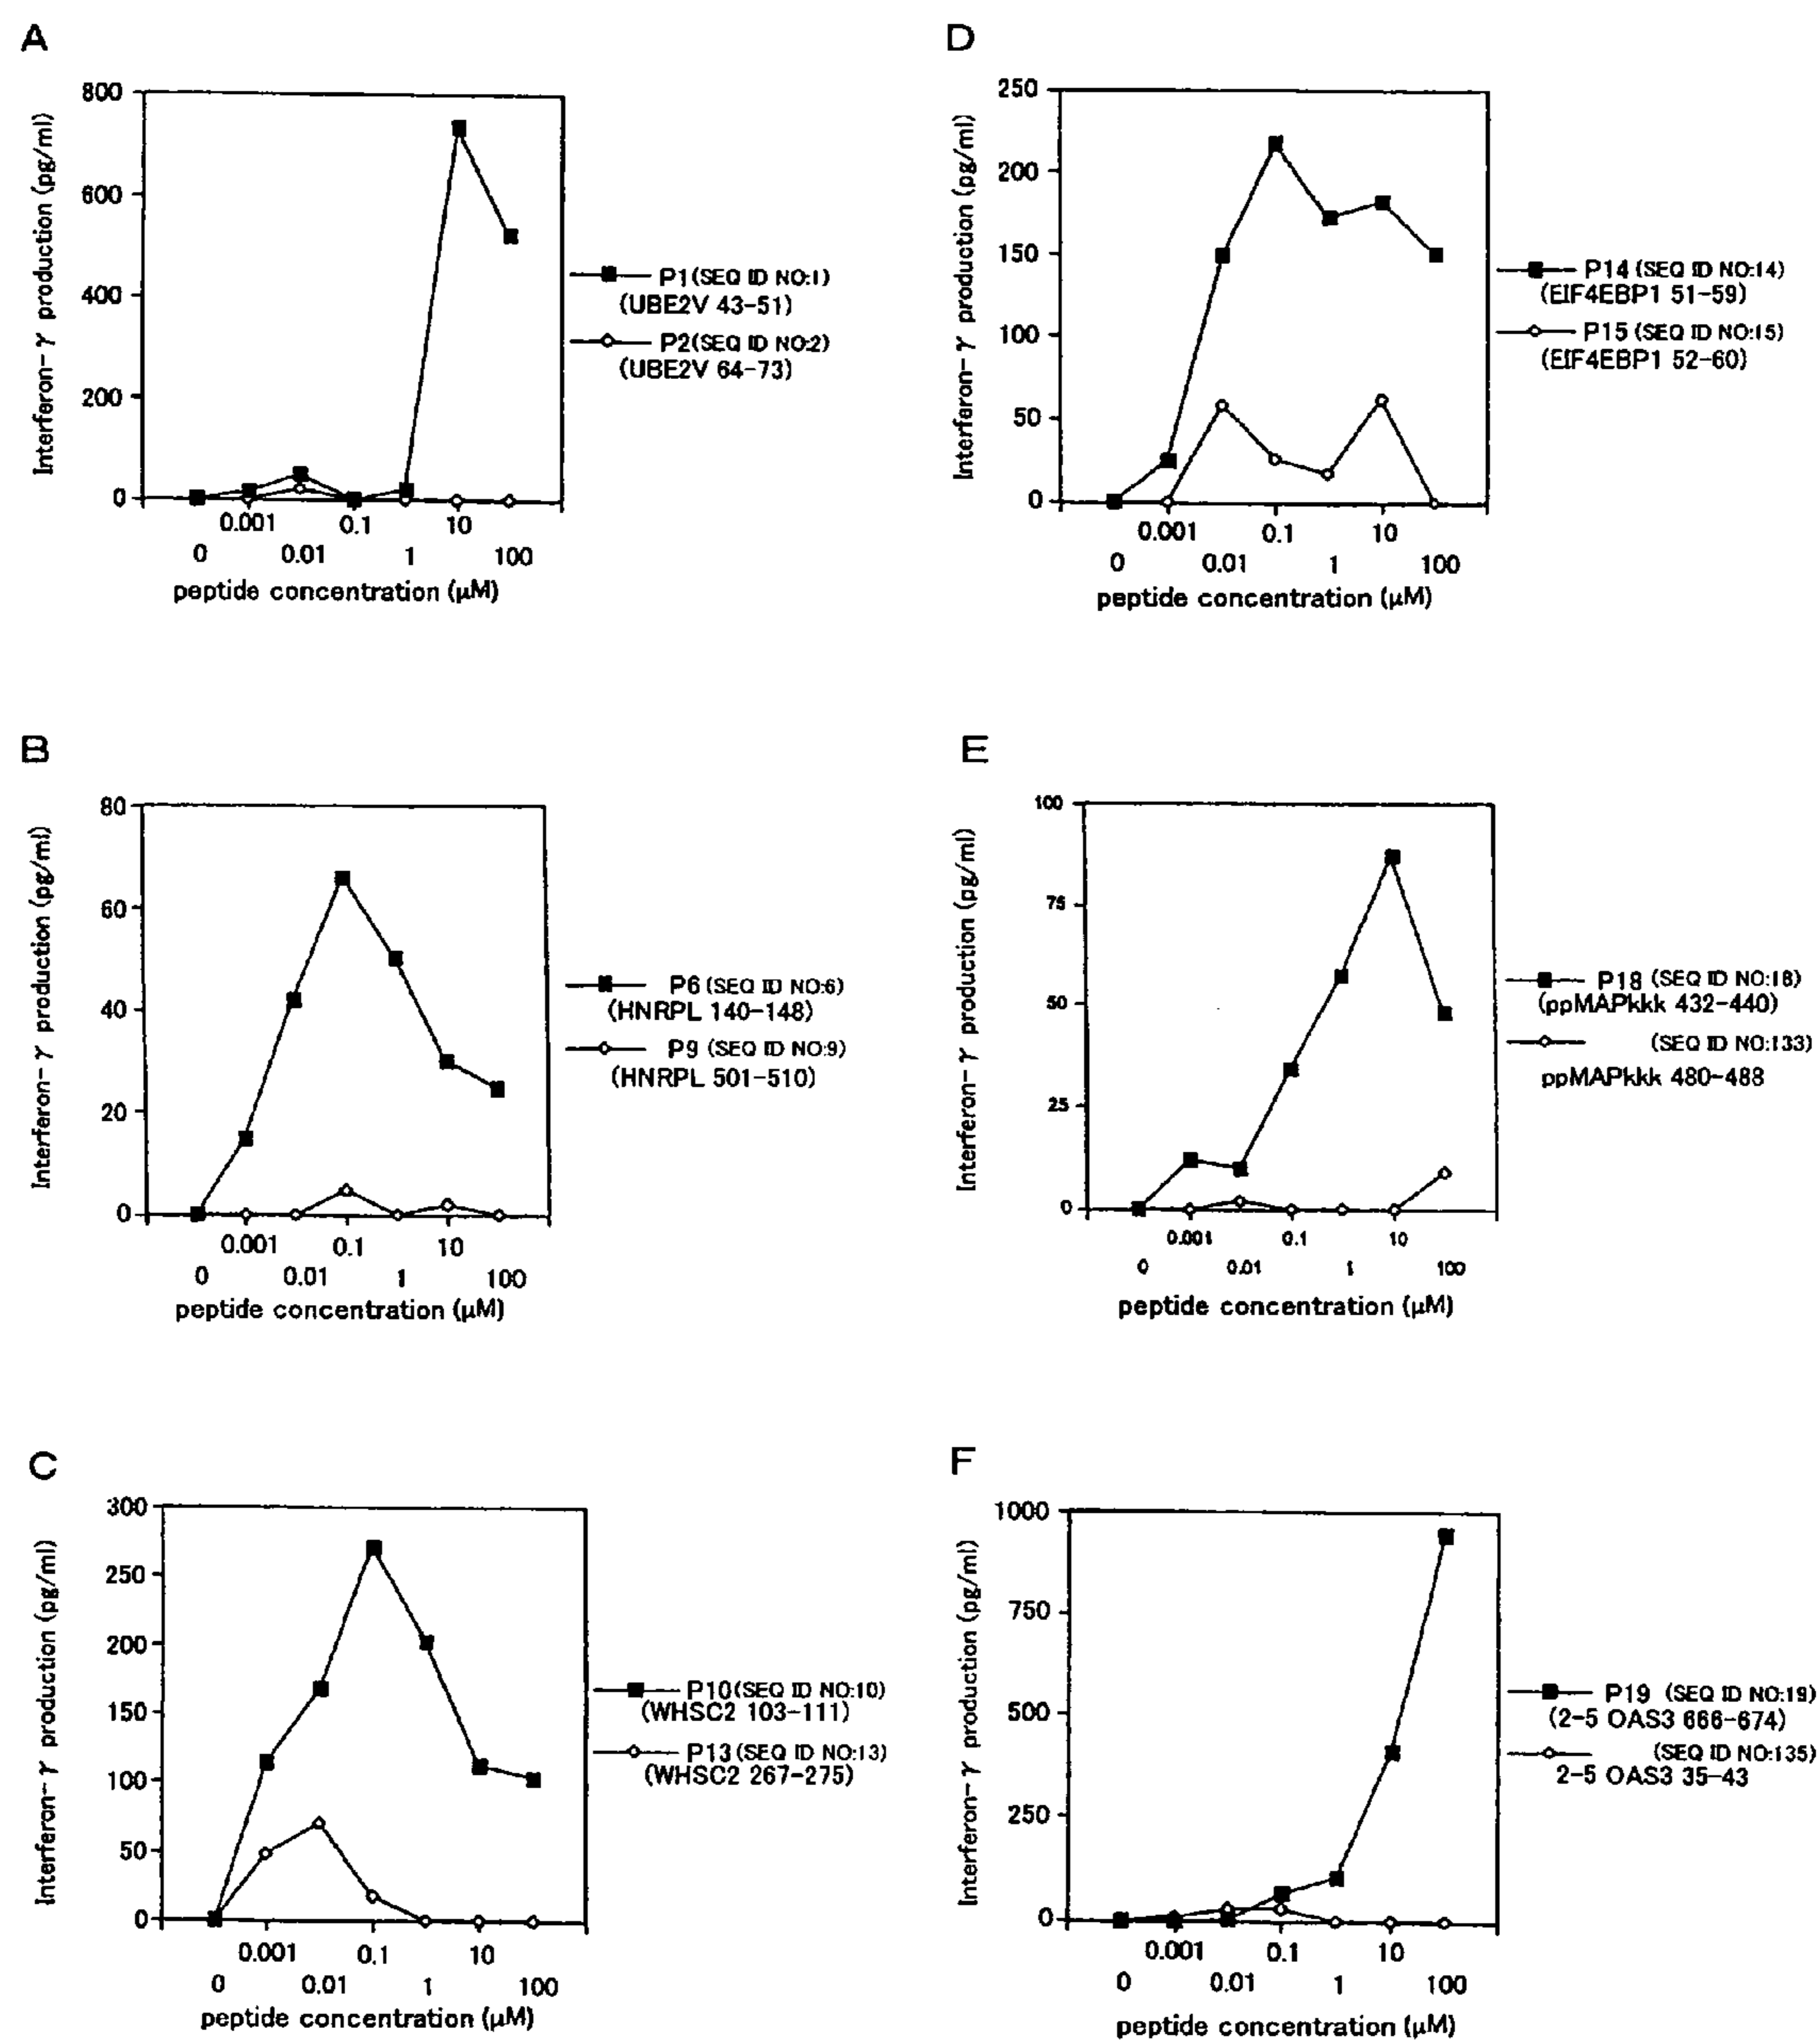 A
Interferon-γ production (pg/ml)
800
600
400
200
0
0.001 0.1 10
0 0.01 1 100
peptide concentration (μM)
P1(SEQ ID NO:1)
(UBE2V 43-51)
P2(SEQ ID NO:2)
(UBE2V 64-73)
B
Interferon-γ production (pg/ml)
80
60
40
20
0
0.001 0.1 10
0 0.01 1 100
peptide concentration (μM)
P6 (SEQ ID NO:6)
(HNRPL 140-148)
P9 (SEQ ID NO:9)
(HNRPL 501-510)
C
Interferon-γ production (pg/ml)
300
250
200
150
100
50
0
0.001 0.1 10
0 0.01 1 100
peptide concentration (μM)
P10(SEQ ID NO:10)
(WHSC2 103-111)
P13(SEQ ID NO:13)
(WHSC2 267-275)
D
Interferon-γ production (pg/ml)
250
200
150
100
50
0
0.001 0.1 10
0 0.01 1 100
peptide concentration (μM)
P14 (SEQ ID NO:14)
(EIF4EBP1 51-59)
P15 (SEQ ID NO:15)
(EIF4EBP1 52-60)
E
Interferon-γ production (pg/ml)
100
75
50
25
0
0.001 0.1 10
0 0.01 1 100
peptide concentration (μM)
P18 (SEQ ID NO:18)
(ppMAPkkk 432-440)
(SEQ ID NO:133)
ppMAPkkk 480-488
F
Interferon-γ production (pg/ml)
1000
750
500
250
0
0.001 0.1 10
0 0.01 1 100
peptide concentration (μM)
P19 (SEQ ID NO:19)
(2-5 OAS3 666-674)
(SEQ ID NO:135)
2-5 OAS3 35-43